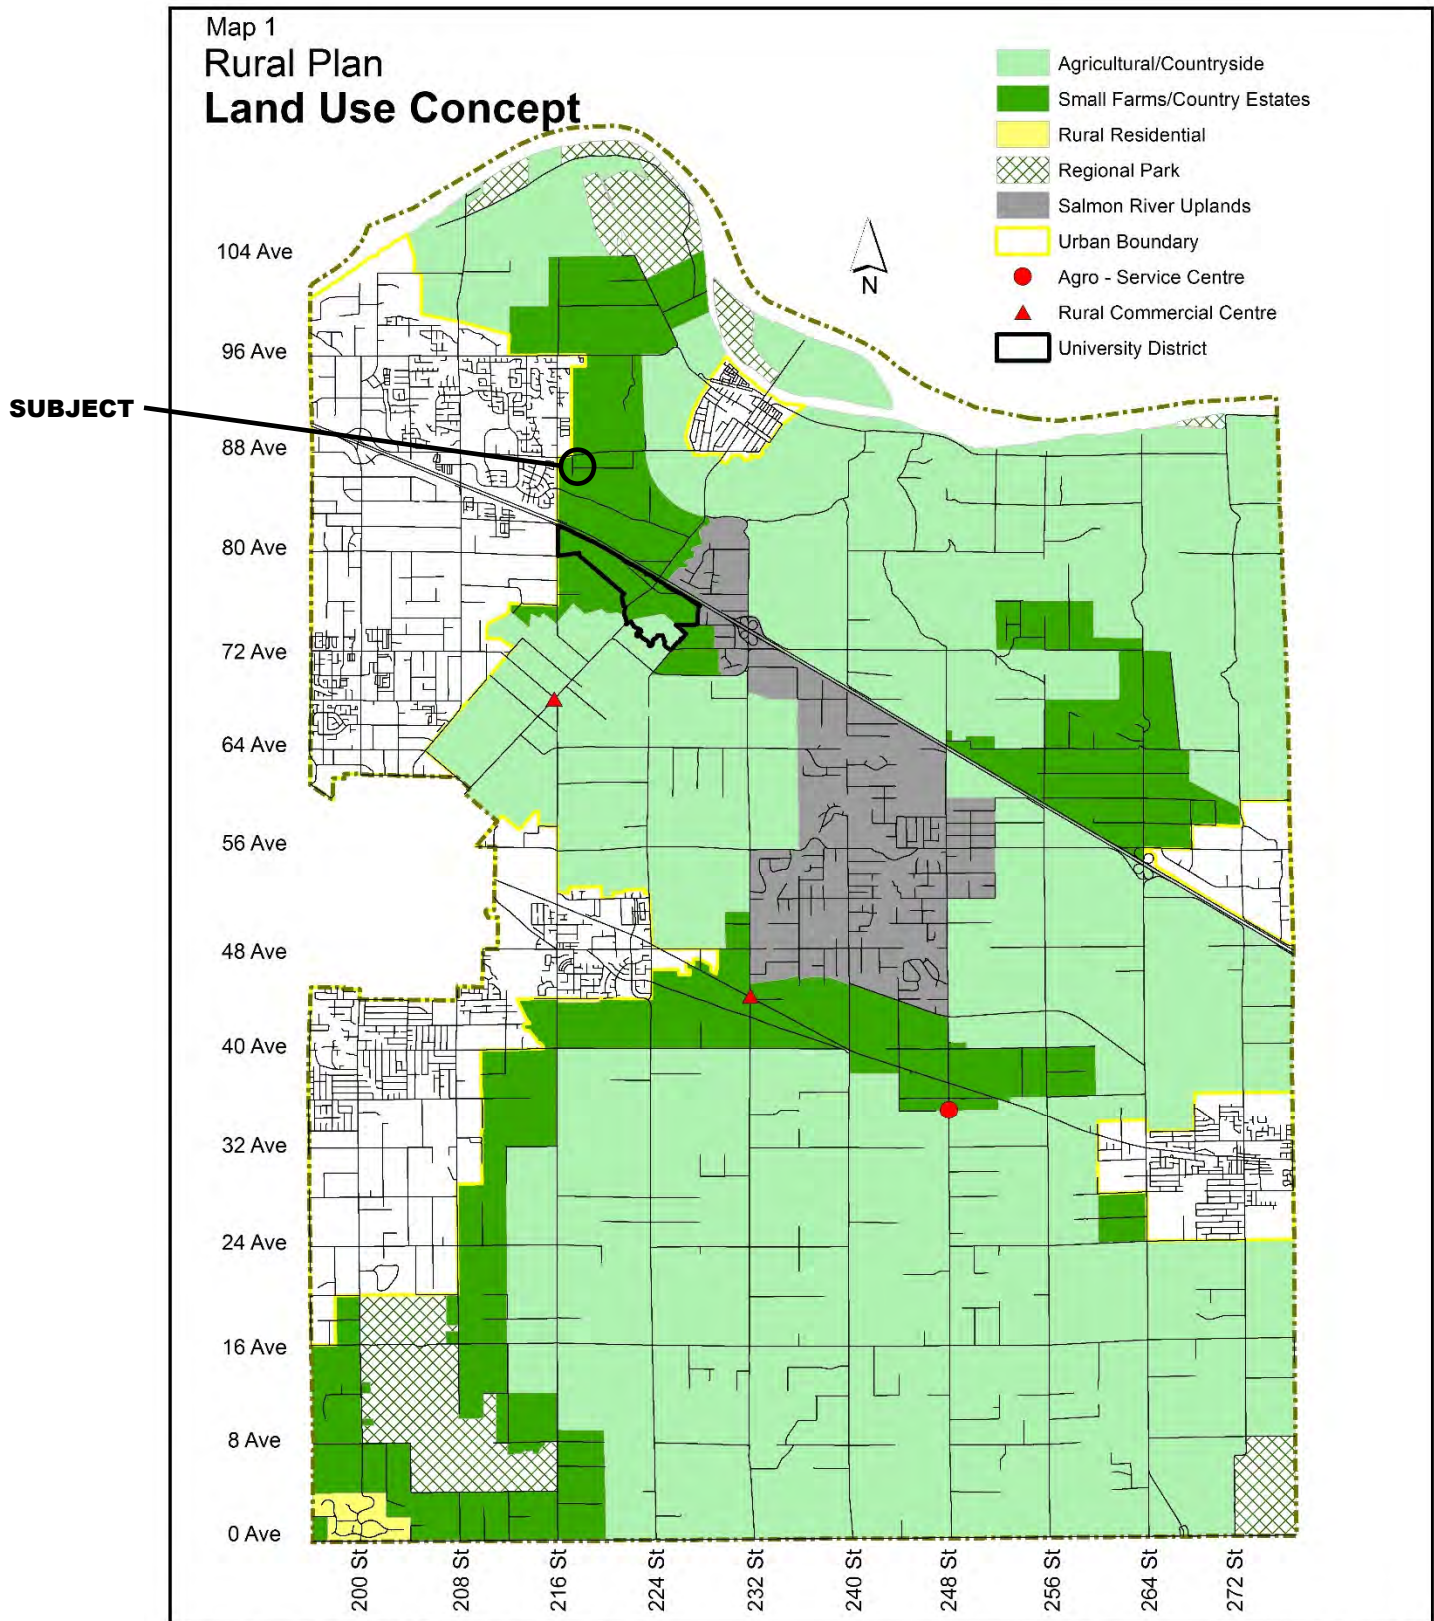 Map 1
Rural Plan
Land Use Concept
Agricultural/Countryside
Small Farms/Country Estates
Rural Residential
Regional Park
Salmon River Uplands
Urban Boundary
Agro - Service Centre
Rural Commercial Centre
University District
N
SUBJECT
104 Ave
96 Ave
88 Ave
80 Ave
72 Ave
64 Ave
56 Ave
48 Ave
40 Ave
32 Ave
24 Ave
16 Ave
8 Ave
0 Ave
200 St
208 St
216 St
224 St
232 St
240 St
248 St
256 St
264 St
272 St